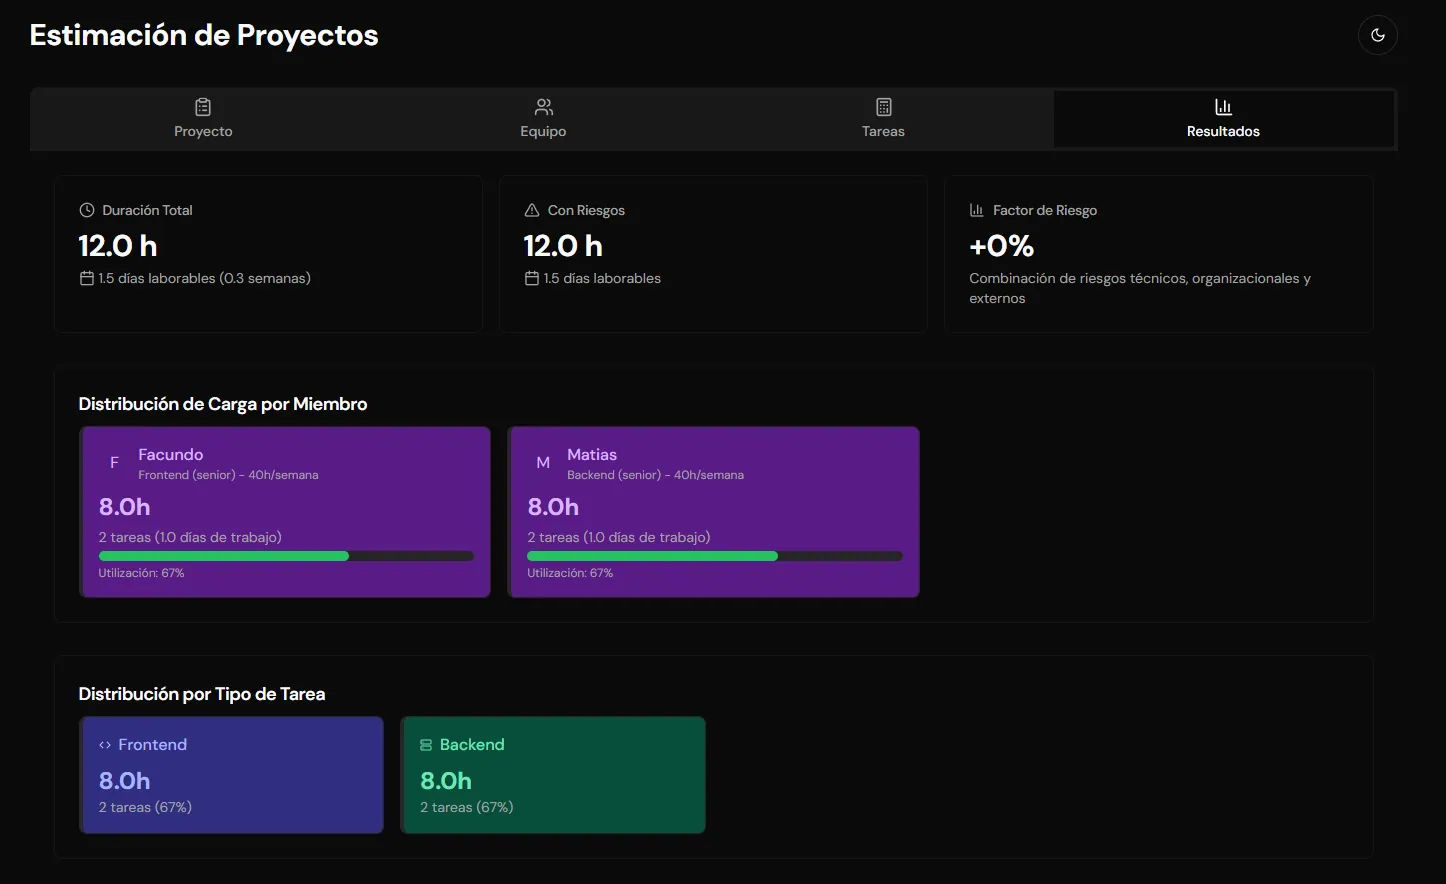 Estimación de Proyectos
Proyecto
Equipo
Tareas
Resultados
Duración Total
12.0 h
1.5 días laborables (0.3 semanas)
Con Riesgos
12.0 h
1.5 días laborables
Factor de Riesgo
+0%
Combinación de riesgos técnicos, organizacionales y
externos
Distribución de Carga por Miembro
F
Facundo
Frontend (senior) - 40h/semana
8.0h
2 tareas (1.0 días de trabajo)
Utilización: 67%
M
Matias
Backend (senior) - 40h/semana
8.0h
2 tareas (1.0 días de trabajo)
Utilización: 67%
Distribución por Tipo de Tarea
Frontend
8.0h
2 tareas (67%)
Backend
8.0h
2 tareas (67%)